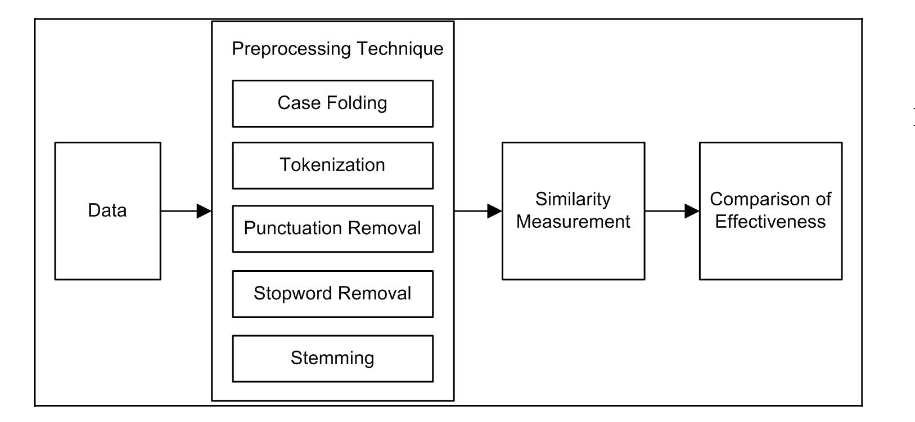 Data
Preprocessing Technique
Case Folding
Tokenization
Punctuation Removal
Stopword Removal
Stemming
Similarity
Measurement
Comparison of
Effectiveness